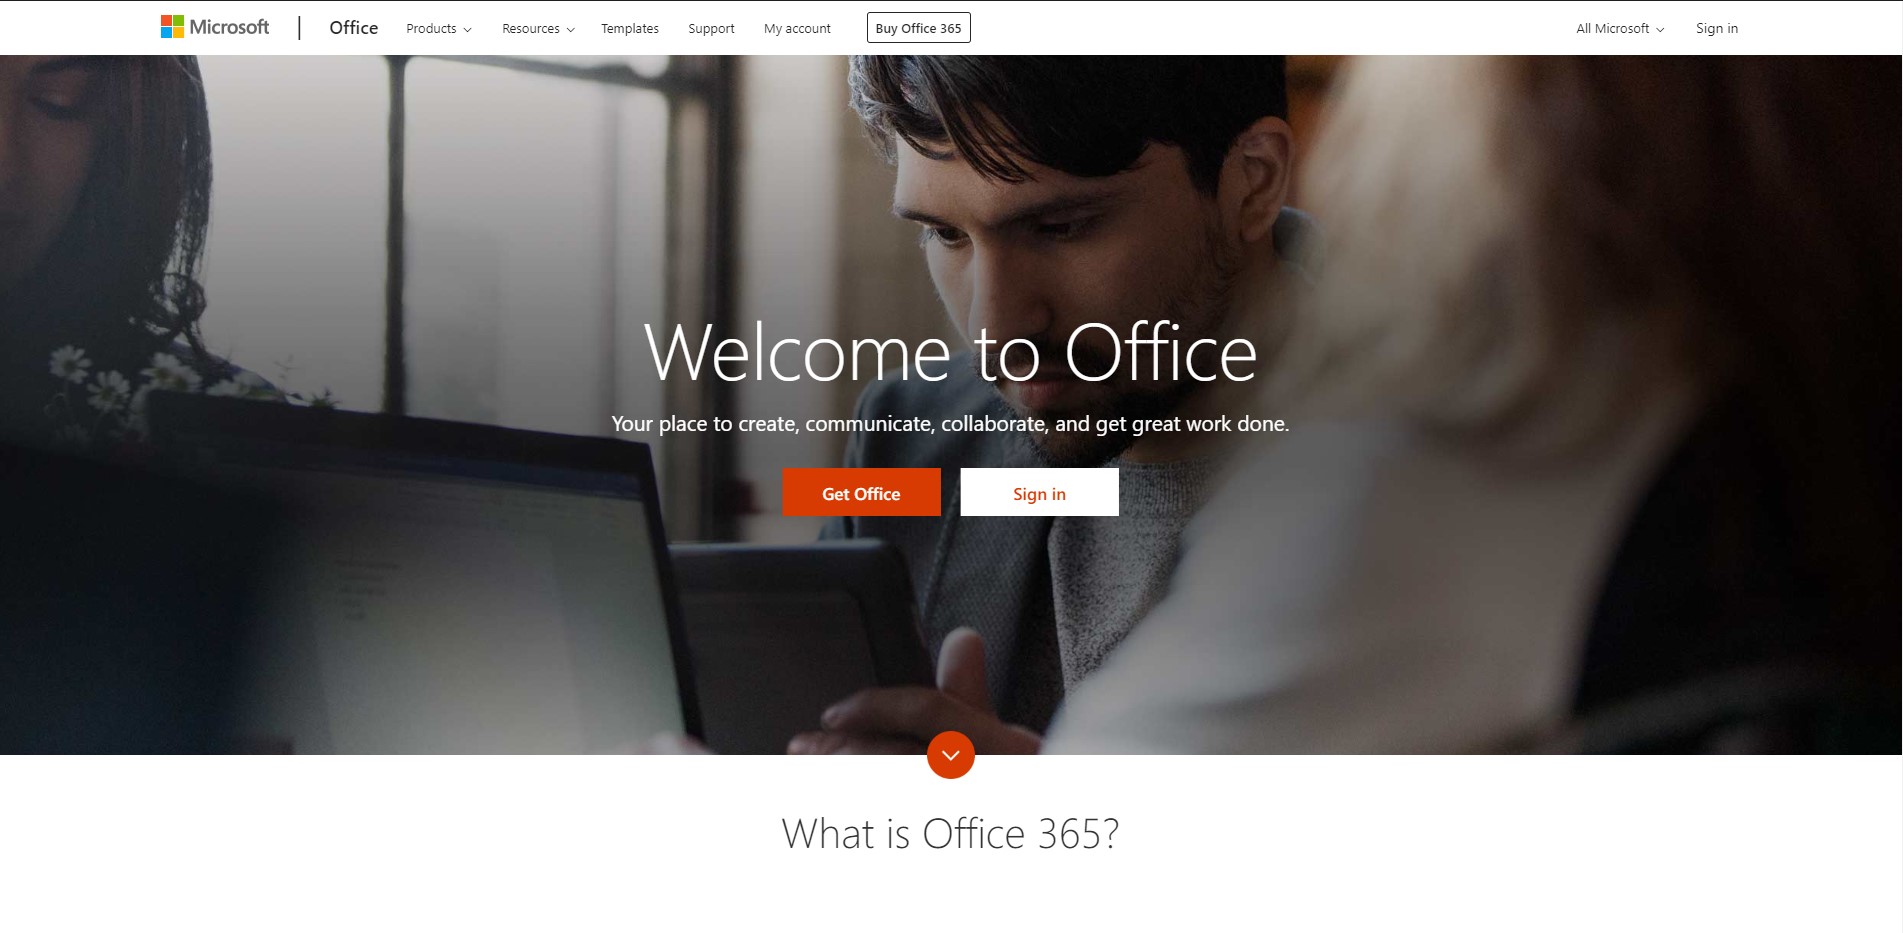 Microsoft Office Products Resources Templates Support My account Buy Office 365 All Microsoft Sign in
Welcome to Office
Your place to create, communicate, collaborate, and get great work done.
Get Office Sign in
What is Office 365?